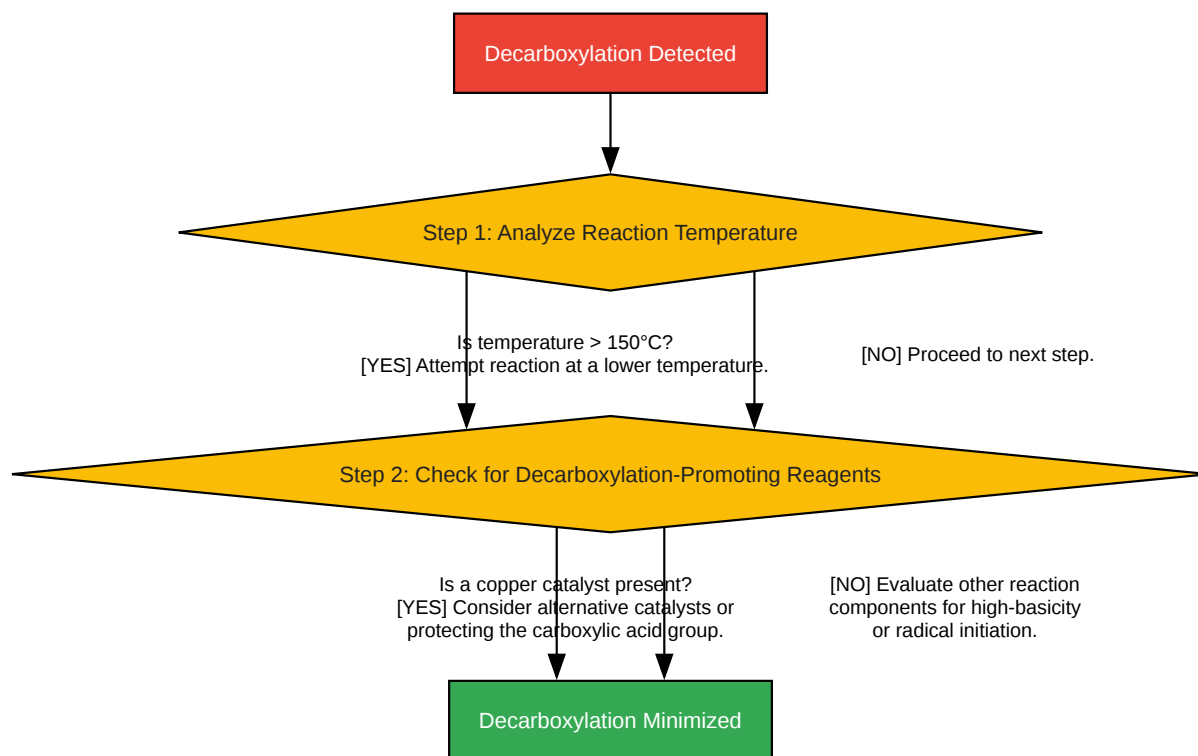 Decarboxylation Detected
Step 1: Analyze Reaction Temperature
Is temperature > 150°C?
[YES] Attempt reaction at a lower temperature.
[NO] Proceed to next step.
Step 2: Check for Decarboxylation-Promoting Reagents
Is a copper catalyst present?
[YES] Consider alternative catalysts or
protecting the carboxylic acid group.
[NO] Evaluate other reaction
components for high-basicity
or radical initiation.
Decarboxylation Minimized